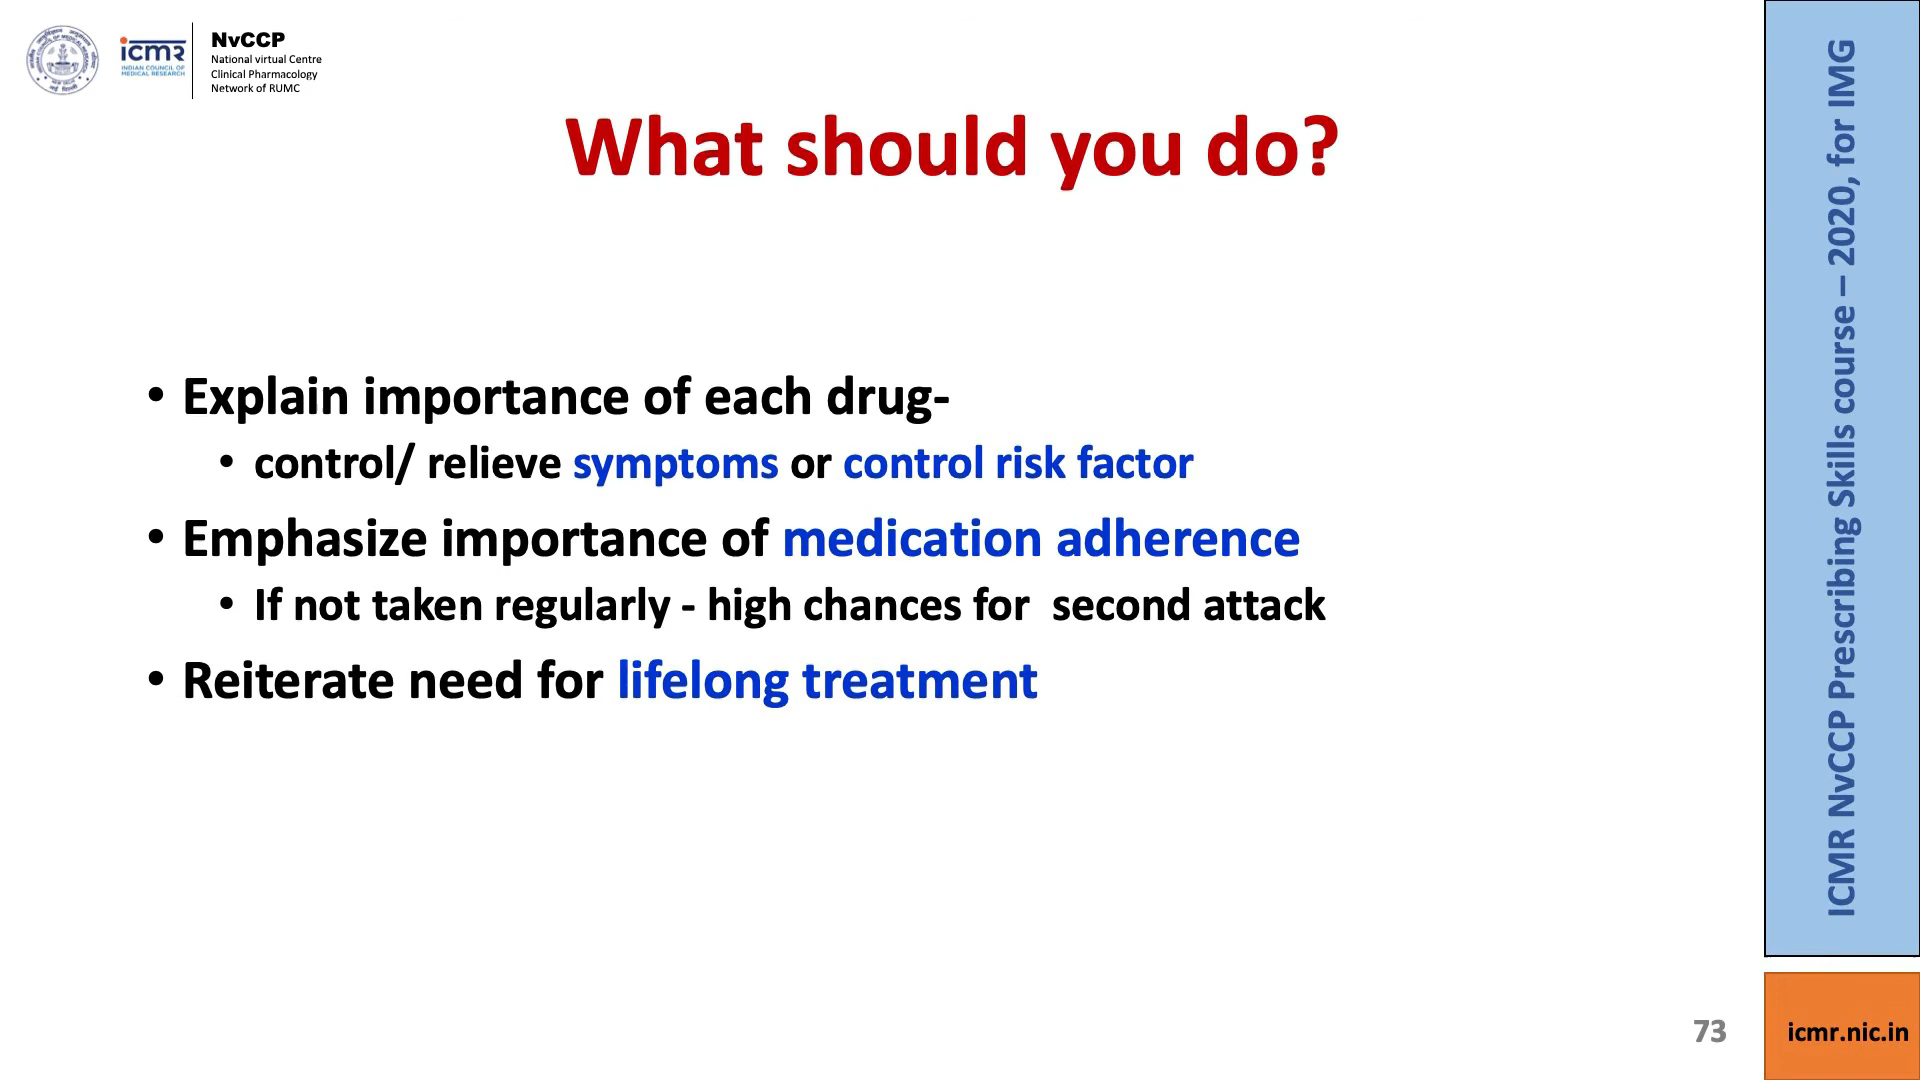 icmr
INDIAN COUNCIL OF
MEDICAL RESEARCH
NvCCP
National virtual Centre
Clinical Pharmacology
Network of RUMC
What should you do?
• Explain importance of each drug-
• control/ relieve symptoms or control risk factor
• Emphasize importance of medication adherence
• If not taken regularly - high chances for  second attack
• Reiterate need for lifelong treatment
ICMR NvCCP Prescribing Skills course – 2020, for IMG
73
icmr.nic.in